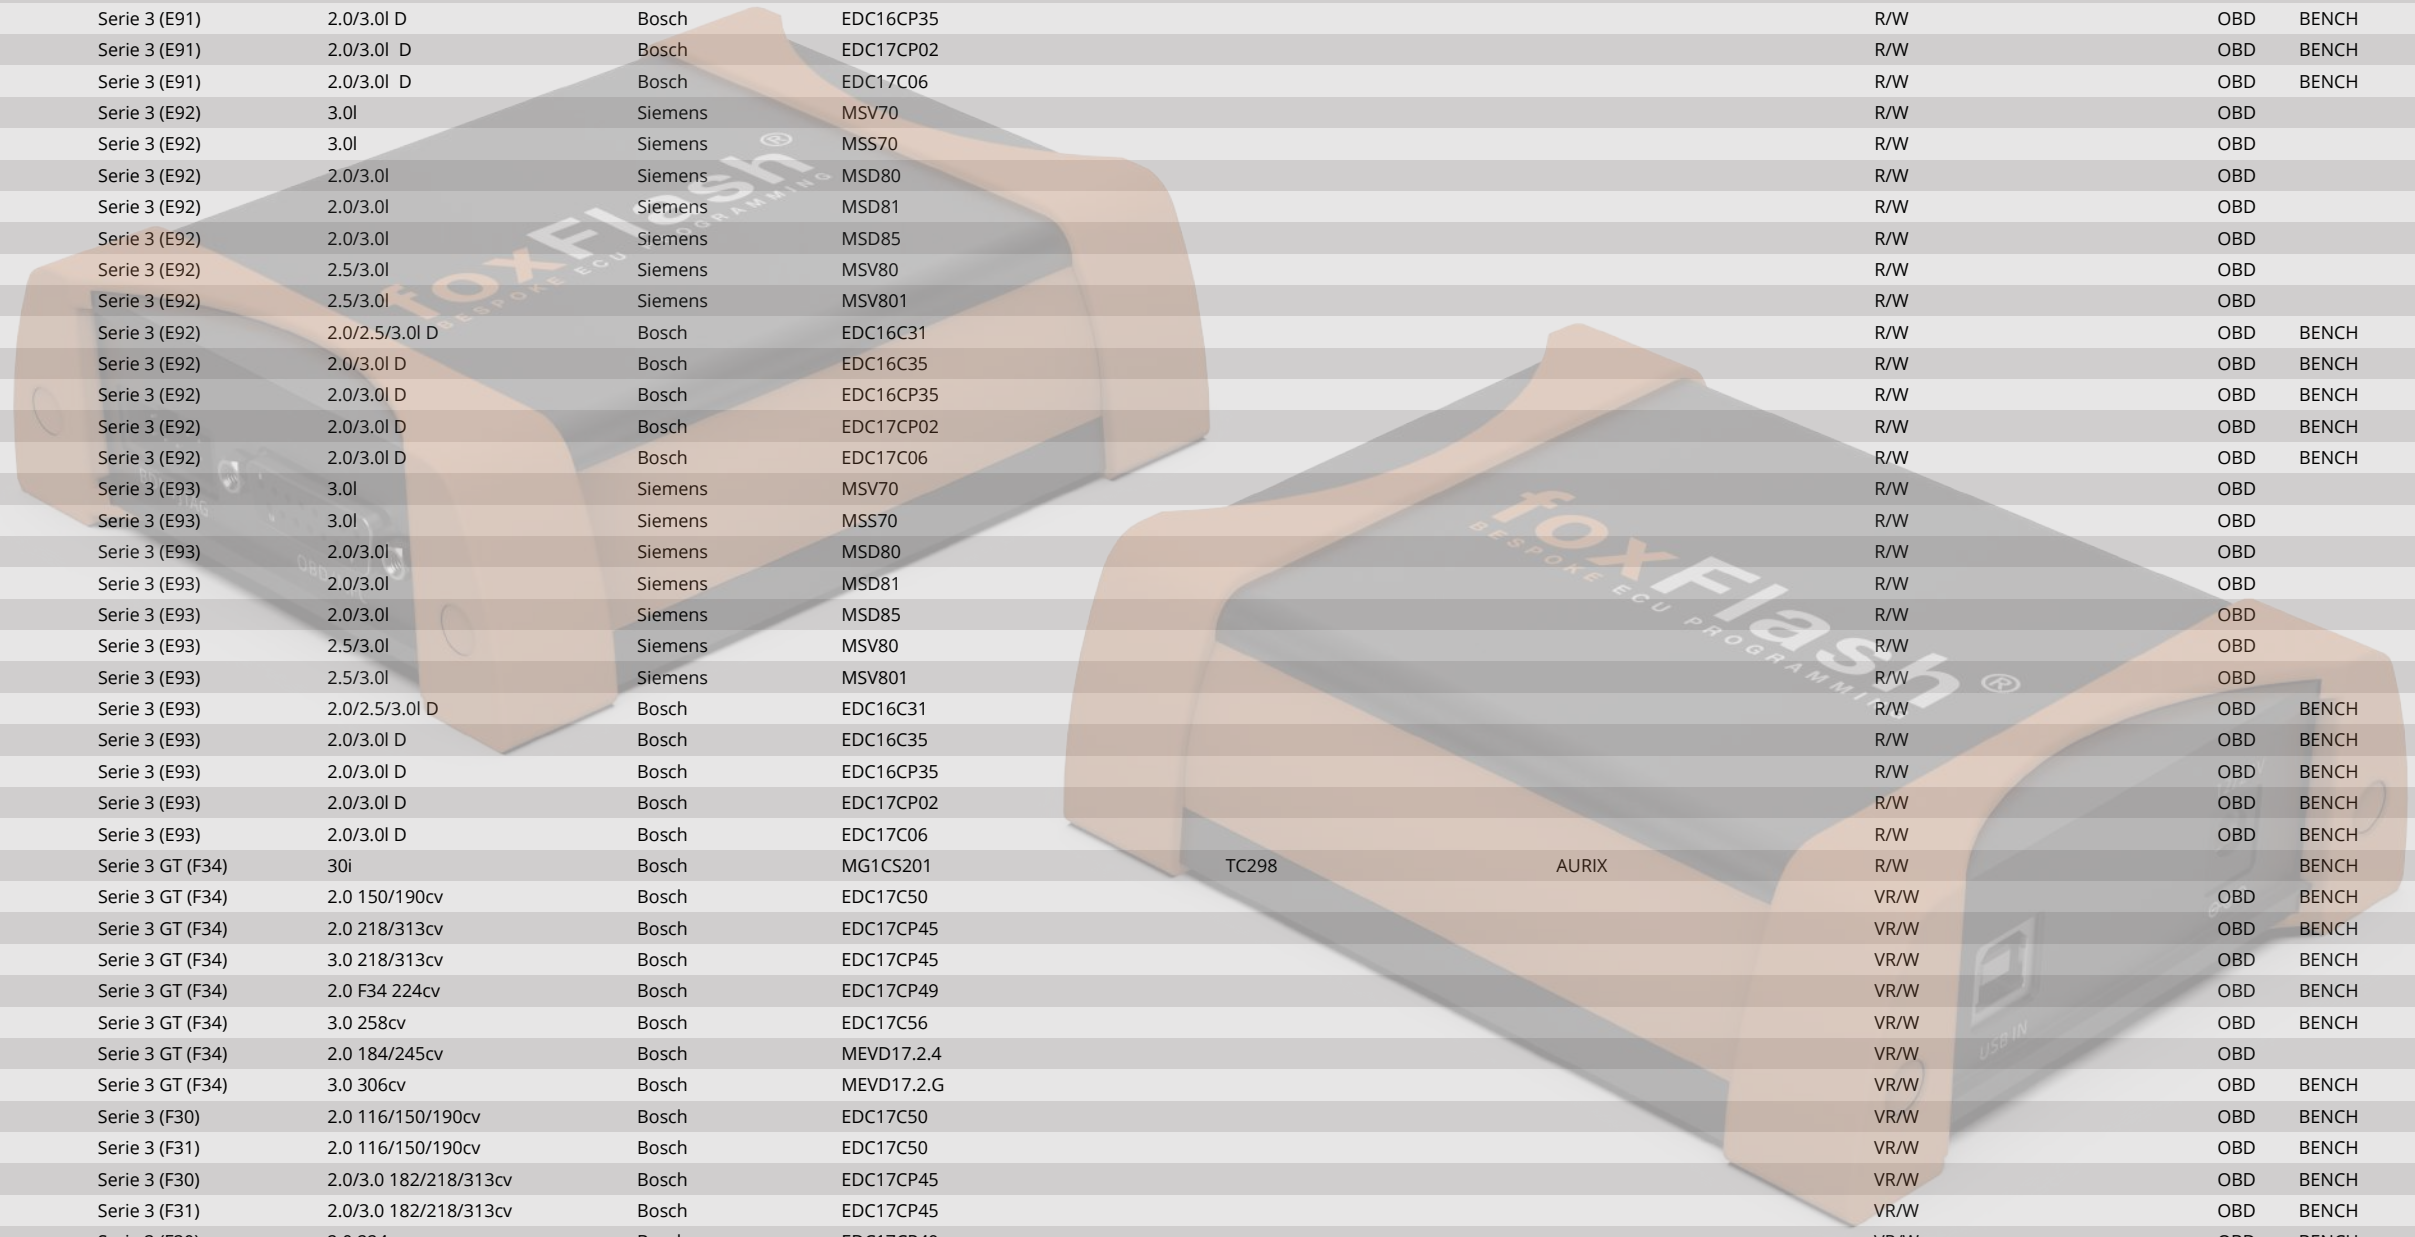 Serie 3 (E91) 2.0/3.0l D Bosch EDC16CP35 R/W OBD BENCH
Serie 3 (E91) 2.0/3.0l D Bosch EDC17CP02 R/W OBD BENCH
Serie 3 (E91) 2.0/3.0l D Bosch EDC17C06 R/W OBD BENCH
Serie 3 (E92) 3.0l Siemens MSV70 R/W OBD
Serie 3 (E92) 3.0l Siemens MSS70 R/W OBD
Serie 3 (E92) 2.0/3.0l Siemens MSD80 R/W OBD
Serie 3 (E92) 2.0/3.0l Siemens MSD81 R/W OBD
Serie 3 (E92) 2.0/3.0l Siemens MSD85 R/W OBD
Serie 3 (E92) 2.5/3.0l Siemens MSV80 R/W OBD
Serie 3 (E92) 2.5/3.0l Siemens MSV801 R/W OBD
Serie 3 (E92) 2.0/2.5/3.0l D Bosch EDC16C31 R/W OBD BENCH
Serie 3 (E92) 2.0/3.0l D Bosch EDC16C35 R/W OBD BENCH
Serie 3 (E92) 2.0/3.0l D Bosch EDC16CP35 R/W OBD BENCH
Serie 3 (E92) 2.0/3.0l D Bosch EDC17CP02 R/W OBD BENCH
Serie 3 (E92) 2.0/3.0l D Bosch EDC17C06 R/W OBD BENCH
Serie 3 (E93) 3.0l Siemens MSV70 R/W OBD
Serie 3 (E93) 3.0l Siemens MSS70 R/W OBD
Serie 3 (E93) 2.0/3.0l Siemens MSD80 R/W OBD
Serie 3 (E93) 2.0/3.0l Siemens MSD81 R/W OBD
Serie 3 (E93) 2.0/3.0l Siemens MSD85 R/W OBD
Serie 3 (E93) 2.5/3.0l Siemens MSV80 R/W OBD
Serie 3 (E93) 2.5/3.0l Siemens MSV801 R/W OBD
Serie 3 (E93) 2.0/2.5/3.0l D Bosch EDC16C31 R/W OBD BENCH
Serie 3 (E93) 2.0/3.0l D Bosch EDC16C35 R/W OBD BENCH
Serie 3 (E93) 2.0/3.0l D Bosch EDC16CP35 R/W OBD BENCH
Serie 3 (E93) 2.0/3.0l D Bosch EDC17CP02 R/W OBD BENCH
Serie 3 (E93) 2.0/3.0l D Bosch EDC17C06 R/W OBD BENCH
Serie 3 GT (F34) 30i Bosch MG1CS201 TC298 AURIX R/W BENCH
Serie 3 GT (F34) 2.0 150/190cv Bosch EDC17C50 VR/W OBD BENCH
Serie 3 GT (F34) 2.0 218/313cv Bosch EDC17CP45 VR/W OBD BENCH
Serie 3 GT (F34) 3.0 218/313cv Bosch EDC17CP45 VR/W OBD BENCH
Serie 3 GT (F34) 2.0 F34 224cv Bosch EDC17CP49 VR/W OBD BENCH
Serie 3 GT (F34) 3.0 258cv Bosch EDC17C56 VR/W OBD BENCH
Serie 3 GT (F34) 2.0 184/245cv Bosch MEVD17.2.4 VR/W OBD
Serie 3 GT (F34) 3.0 306cv Bosch MEVD17.2.G VR/W OBD BENCH
Serie 3 (F30) 2.0 116/150/190cv Bosch EDC17C50 VR/W OBD BENCH
Serie 3 (F31) 2.0 116/150/190cv Bosch EDC17C50 VR/W OBD BENCH
Serie 3 (F30) 2.0/3.0 182/218/313cv Bosch EDC17CP45 VR/W OBD BENCH
Serie 3 (F31) 2.0/3.0 182/218/313cv Bosch EDC17CP45 VR/W OBD BENCH
foxFlash®
BESPOKE ECU PROGRAMMING
foxFlash ®
BESPOKE ECU PROGRAMMING
USB IN